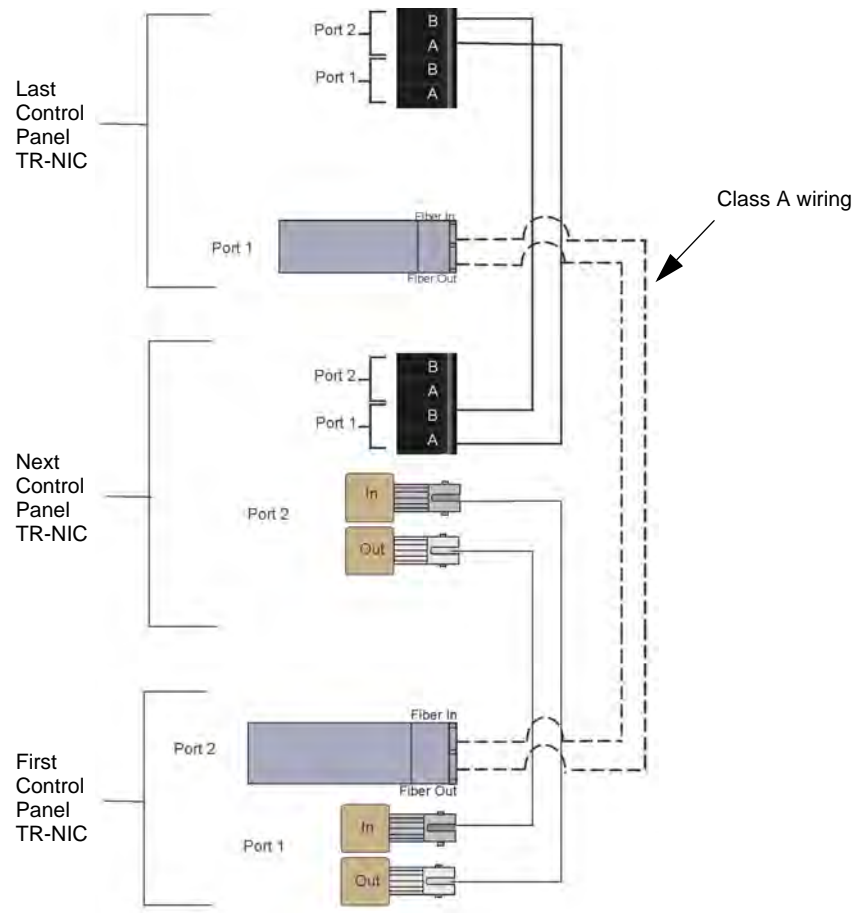 Port 2
B
A
Port 1
B
A
Last
Control
Panel
TR-NIC
Class A wiring
Port 1
Fiber In
Fiber Out
Port 2
B
A
Port 1
B
A
Next
Control
Panel
TR-NIC
Port 2
In
Out
First
Control
Panel
TR-NIC
Port 2
Fiber In
Fiber Out
Port 1
In
Out